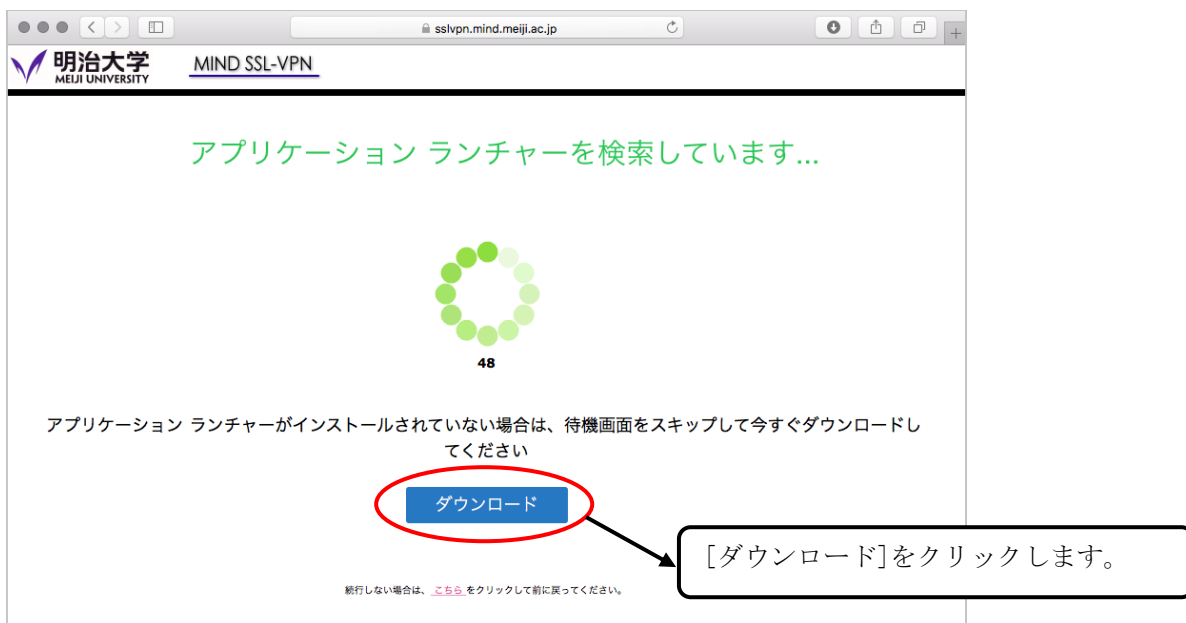 sslvpn.mind.meiji.ac.jp
明治大学
MEIJI UNIVERSITY
MIND SSL-VPN
アプリケーション ランチャーを検索しています...
48
アプリケーション ランチャーがインストールされていない場合は、待機画面をスキップして今すぐダウンロードし
てください
ダウンロード
[ダウンロード]をクリックします。
続行しない場合は、 こちら をクリックして前に戻ってください。